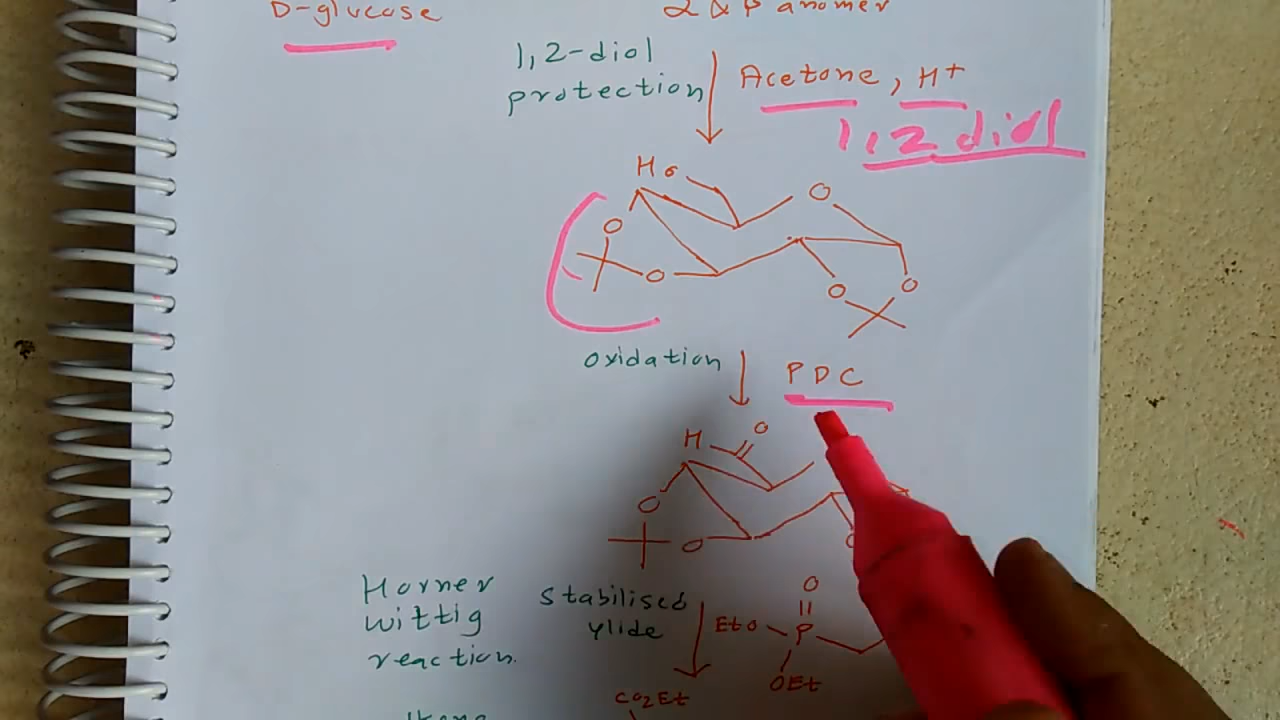 D-glucose
α & β anomer
1,2-diol
protection
Acetone, H+
1,2 diol
Ho
O
O
O
O
O
oxidation
PDC
H
O
O
O
Horner
wittig
reaction.
stabilised
ylide
O
EtO
P
OEt
CO2Et